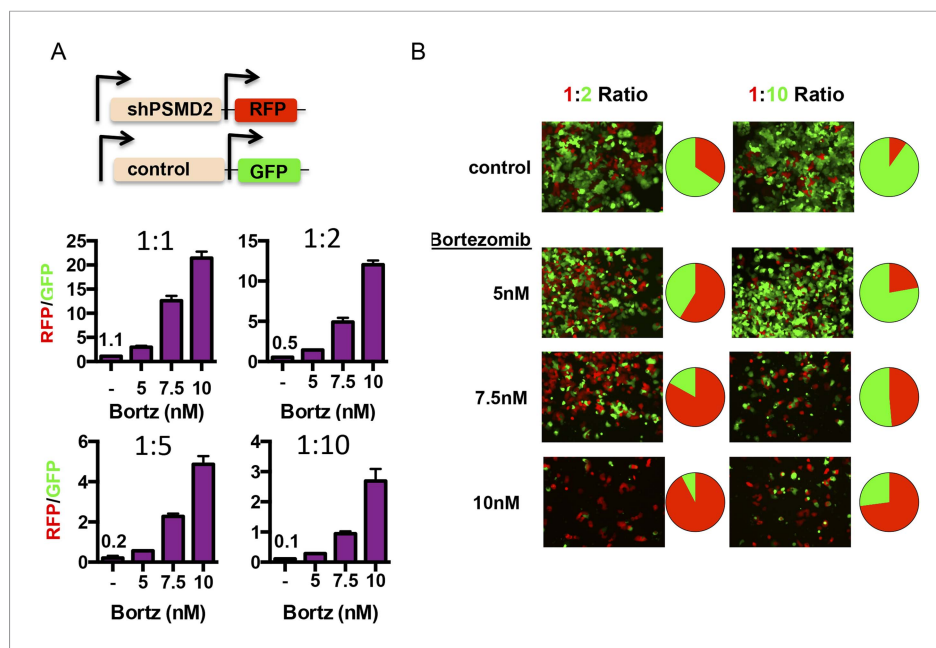 A
shPSMD2
RFP
control
GFP
1:1
RFP/GFP
25
20
15
10
5
0
1.1
- 5 7.5 10
Bortz (nM)
1:2
15
10
5
0
0.5
- 5 7.5 10
Bortz (nM)
1:5
RFP/GFP
6
4
2
0
0.2
- 5 7.5 10
Bortz (nM)
1:10
4
3
2
1
0
0.1
- 5 7.5 10
Bortz (nM)
B
1:2 Ratio
1:10 Ratio
control
Bortezomib
5nM
7.5nM
10nM